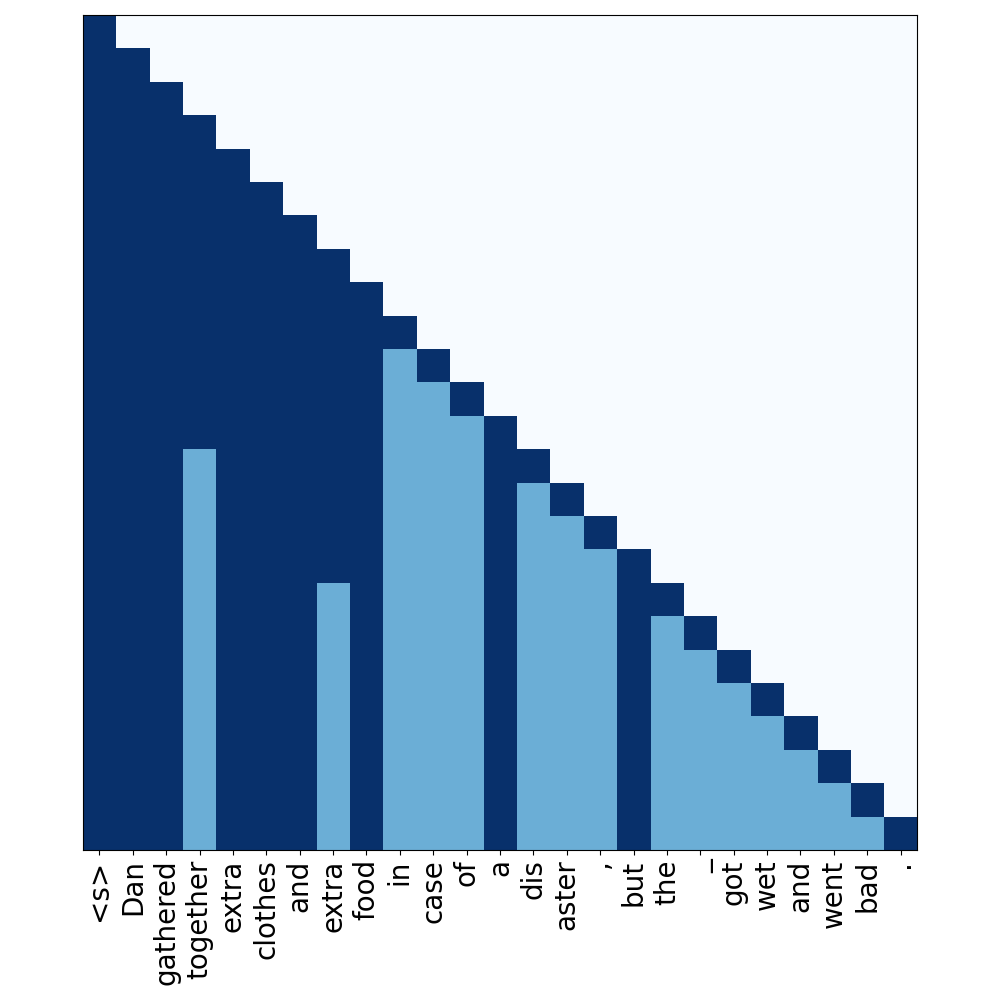 <s> Dan gathered together extra clothes and extra food in case of a dis aster , but the _ got wet and went bad .